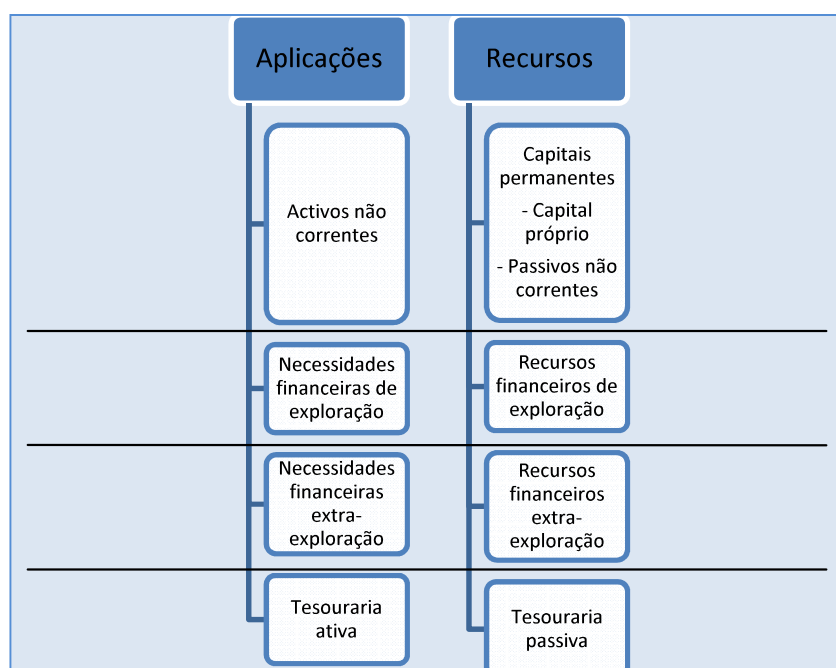 Aplicações
Recursos
Activos não
correntes
Capitais
permanentes
- Capital
próprio
- Passivos não
correntes
Necessidades
financeiras de
exploração
Recursos
financeiros de
exploração
Necessidades
financeiras
extra-
exploração
Recursos
financeiros
extra-
exploração
Tesouraria
ativa
Tesouraria
passiva